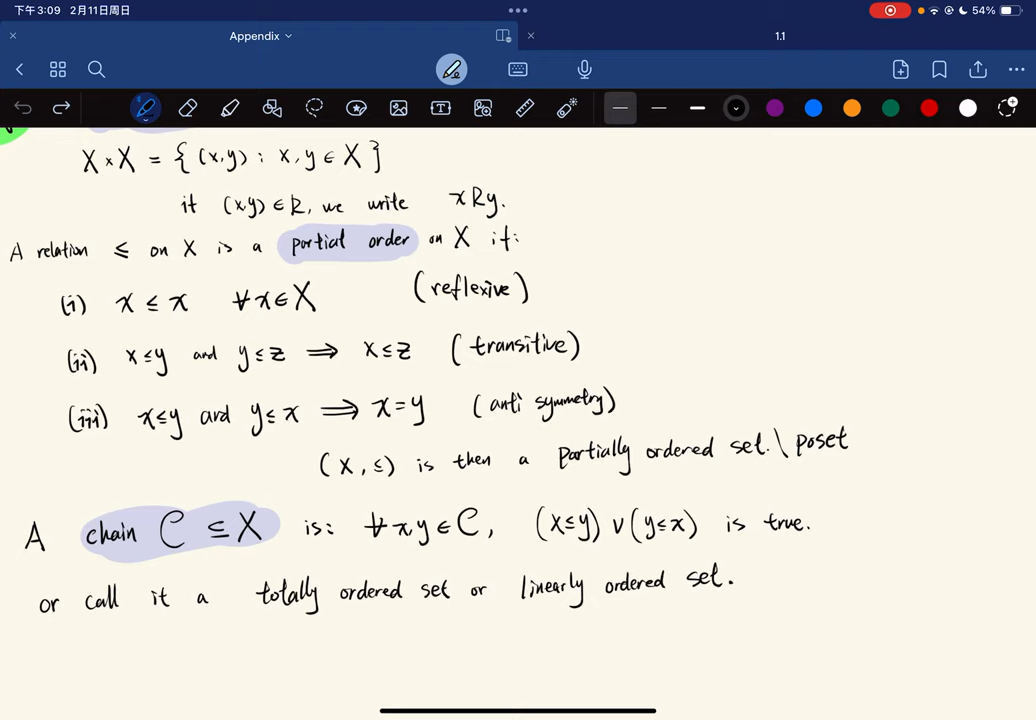 下午3:09 2月11日周日
54%
Appendix
1.1
X × X = { (x,y) : x, y ∈ X }
if (x,y) ∈ R, we write xRy.
A relation ≤ on X is a partial order on X if:
(i) x ≤ x ∀x∈X (reflexive)
(ii) x≤y and y≤z ⟹ x≤z (transitive)
(iii) x≤y and y≤x ⟹ x=y (anti symmetry)
(X, ≤) is then a partially ordered set.\poset
A chain C ⊆ X is: ∀x,y∈C, (x≤y) ∨ (y≤x) is true.
or call it a totally ordered set or linearly ordered set.